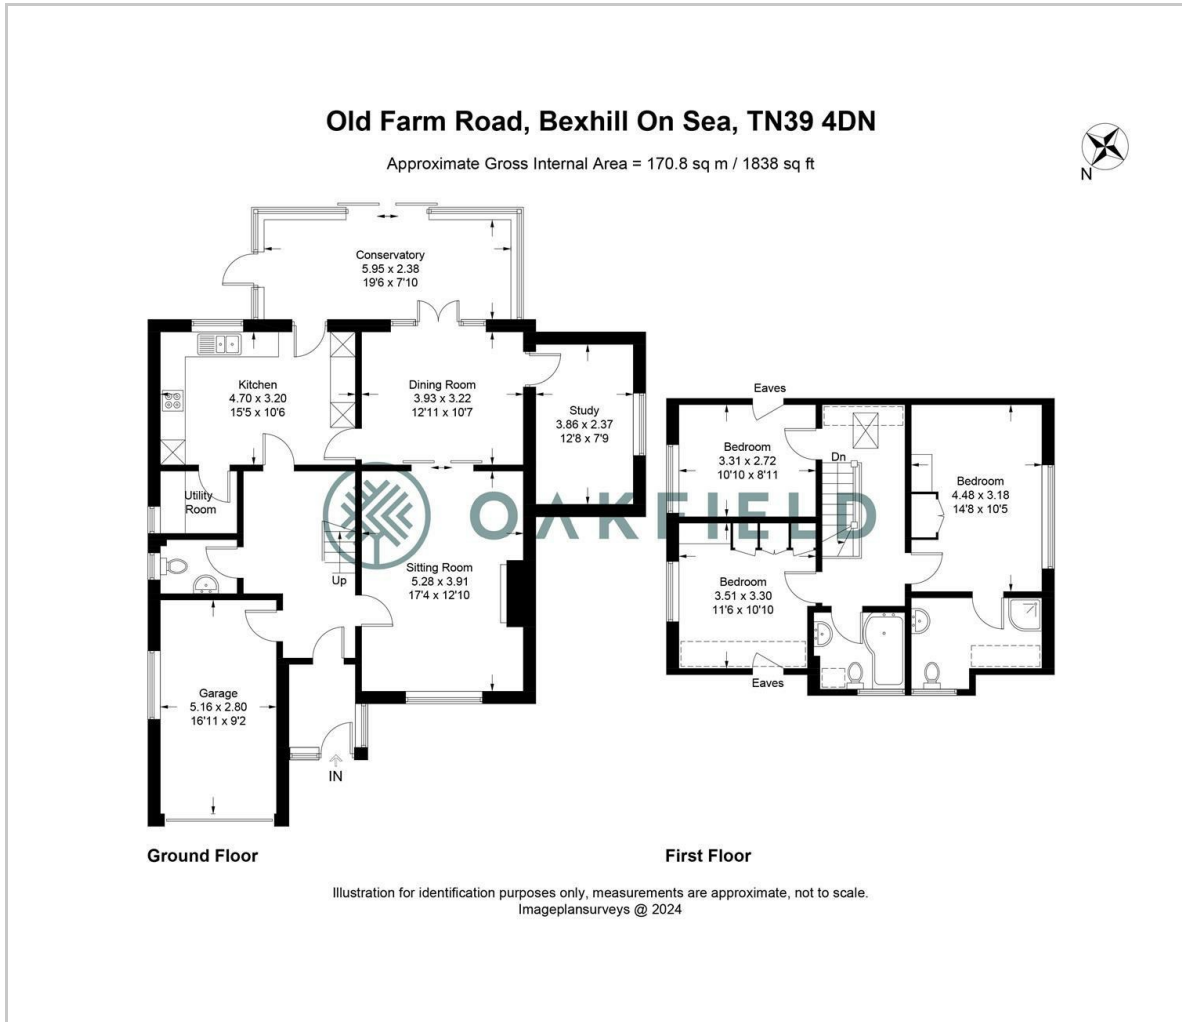 Old Farm Road, Bexhill On Sea, TN39 4DN
Approximate Gross Internal Area = 170.8 sq m / 1838 sq ft
N
Conservatory
5.95 x 2.38
19'6 x 7'10
Kitchen
4.70 x 3.20
15'5 x 10'6
Dining Room
3.93 x 3.22
12'11 x 10'7
Study
3.86 x 2.37
12'8 x 7'9
Utility
Room
Up
Sitting Room
5.28 x 3.91
17'4 x 12'10
Garage
5.16 x 2.80
16'11 x 9'2
IN
Ground Floor
Eaves
Bedroom
3.31 x 2.72
10'10 x 8'11
Dn
Bedroom
4.48 x 3.18
14'8 x 10'5
Bedroom
3.51 x 3.30
11'6 x 10'10
Eaves
First Floor
OAKFIELD
Illustration for identification purposes only, measurements are approximate, not to scale.
Imageplansurveys @ 2024